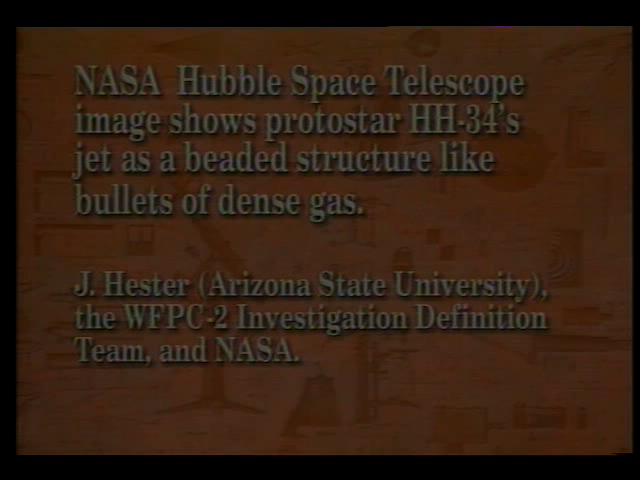 NASA Hubble Space Telescope
image shows protostar HH-34's
jet as a beaded structure like
bullets of dense gas.
J. Hester (Arizona State University),
the WFPC-2 Investigation Definition
Team, and NASA.